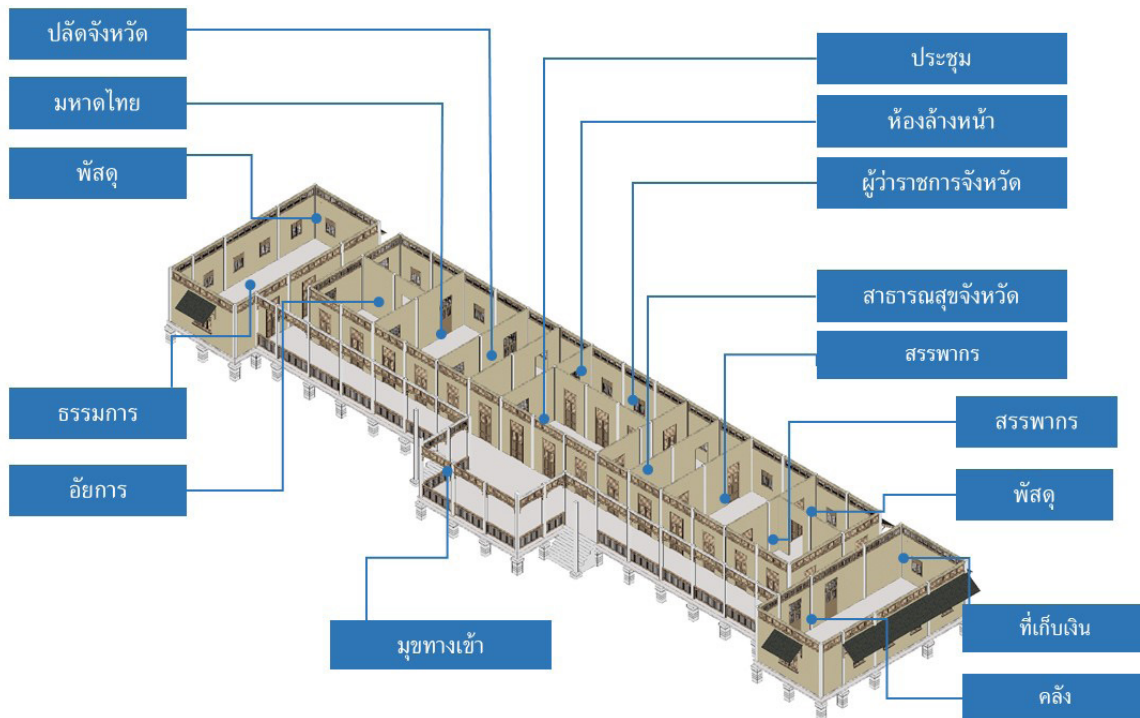 ปลัดจังหวัด
มหาดไทย
พัสดุ
ธรรมการ
อัยการ
มุขทางเข้า
ประชุม
ห้องล้างหน้า
ผู้ว่าราชการจังหวัด
สาธารณสุขจังหวัด
สรรพากร
สรรพากร
พัสดุ
ที่เก็บเงิน
คลัง